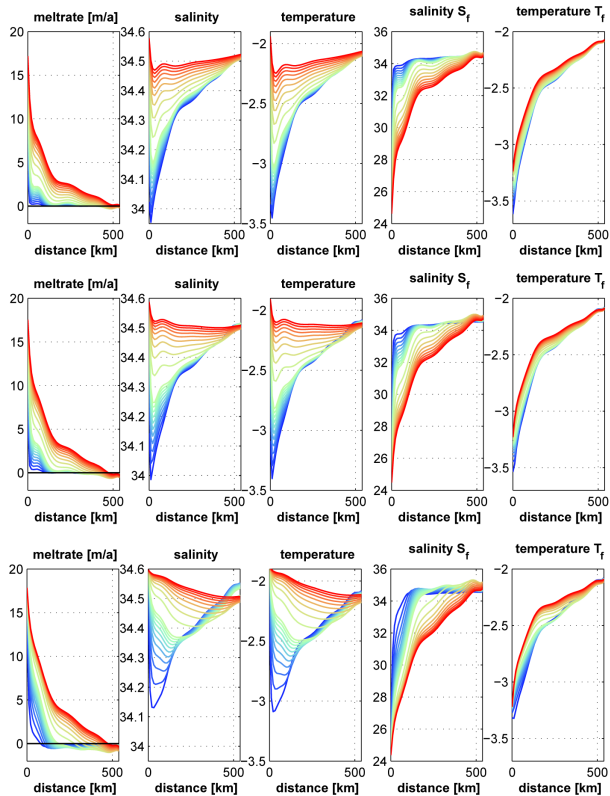 meltrate [m/a] salinity temperature salinity S_f temperature T_f
20 34.6 −2 36 −2
15 34.5 34
10 34.4 −2.5 32 −2.5
34.3 30
5 34.2 −3 28 −3
34.1 26 −3.5
0 34 −3.5 24
0 500 0 500 0 500 0 500 0 500
distance [km] distance [km] distance [km] distance [km] distance [km]
meltrate [m/a] salinity temperature salinity S_f temperature T_f
20 34.6 −2 36 −2
15 34.5 34
10 34.4 −2.5 32 −2.5
34.3 30
5 34.2 −3 28 −3
34.1 26
0 34 −3.5 24 −3.5
0 500 0 500 0 500 0 500 0 500
distance [km] distance [km] distance [km] distance [km] distance [km]
meltrate [m/a] salinity temperature salinity S_f temperature T_f
20 34.6 −2 36 −2
15 34.5 34
10 34.4 −2.5 32 −2.5
34.3 30
5 34.2 −3 28 −3
34.1 26
0 34 −3.5 24 −3.5
0 500 0 500 0 500 0 500 0 500
distance [km] distance [km] distance [km] distance [km] distance [km]